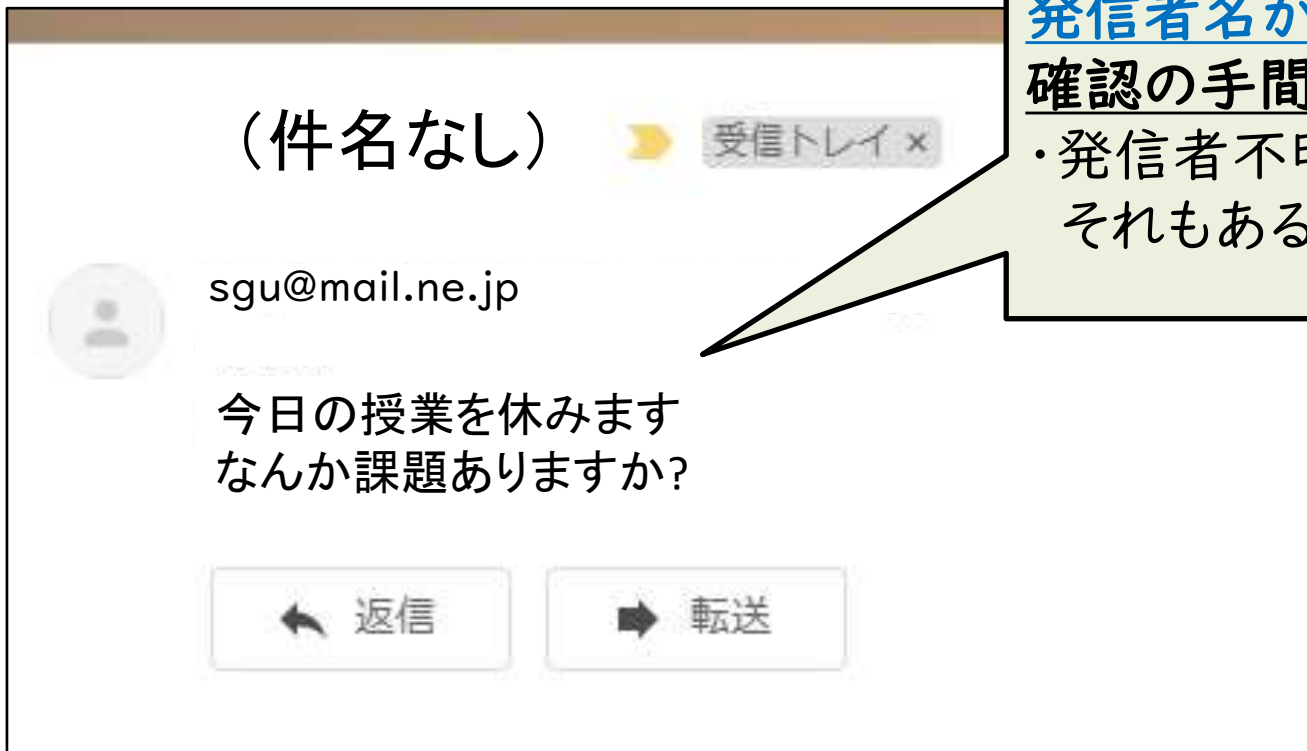 (件名なし)
受信トレイ ×
sgu@mail.ne.jp
今日の授業を休みます
なんか課題ありますか?
返信
転送
発信者名が
確認の手間
・発信者不
それもある